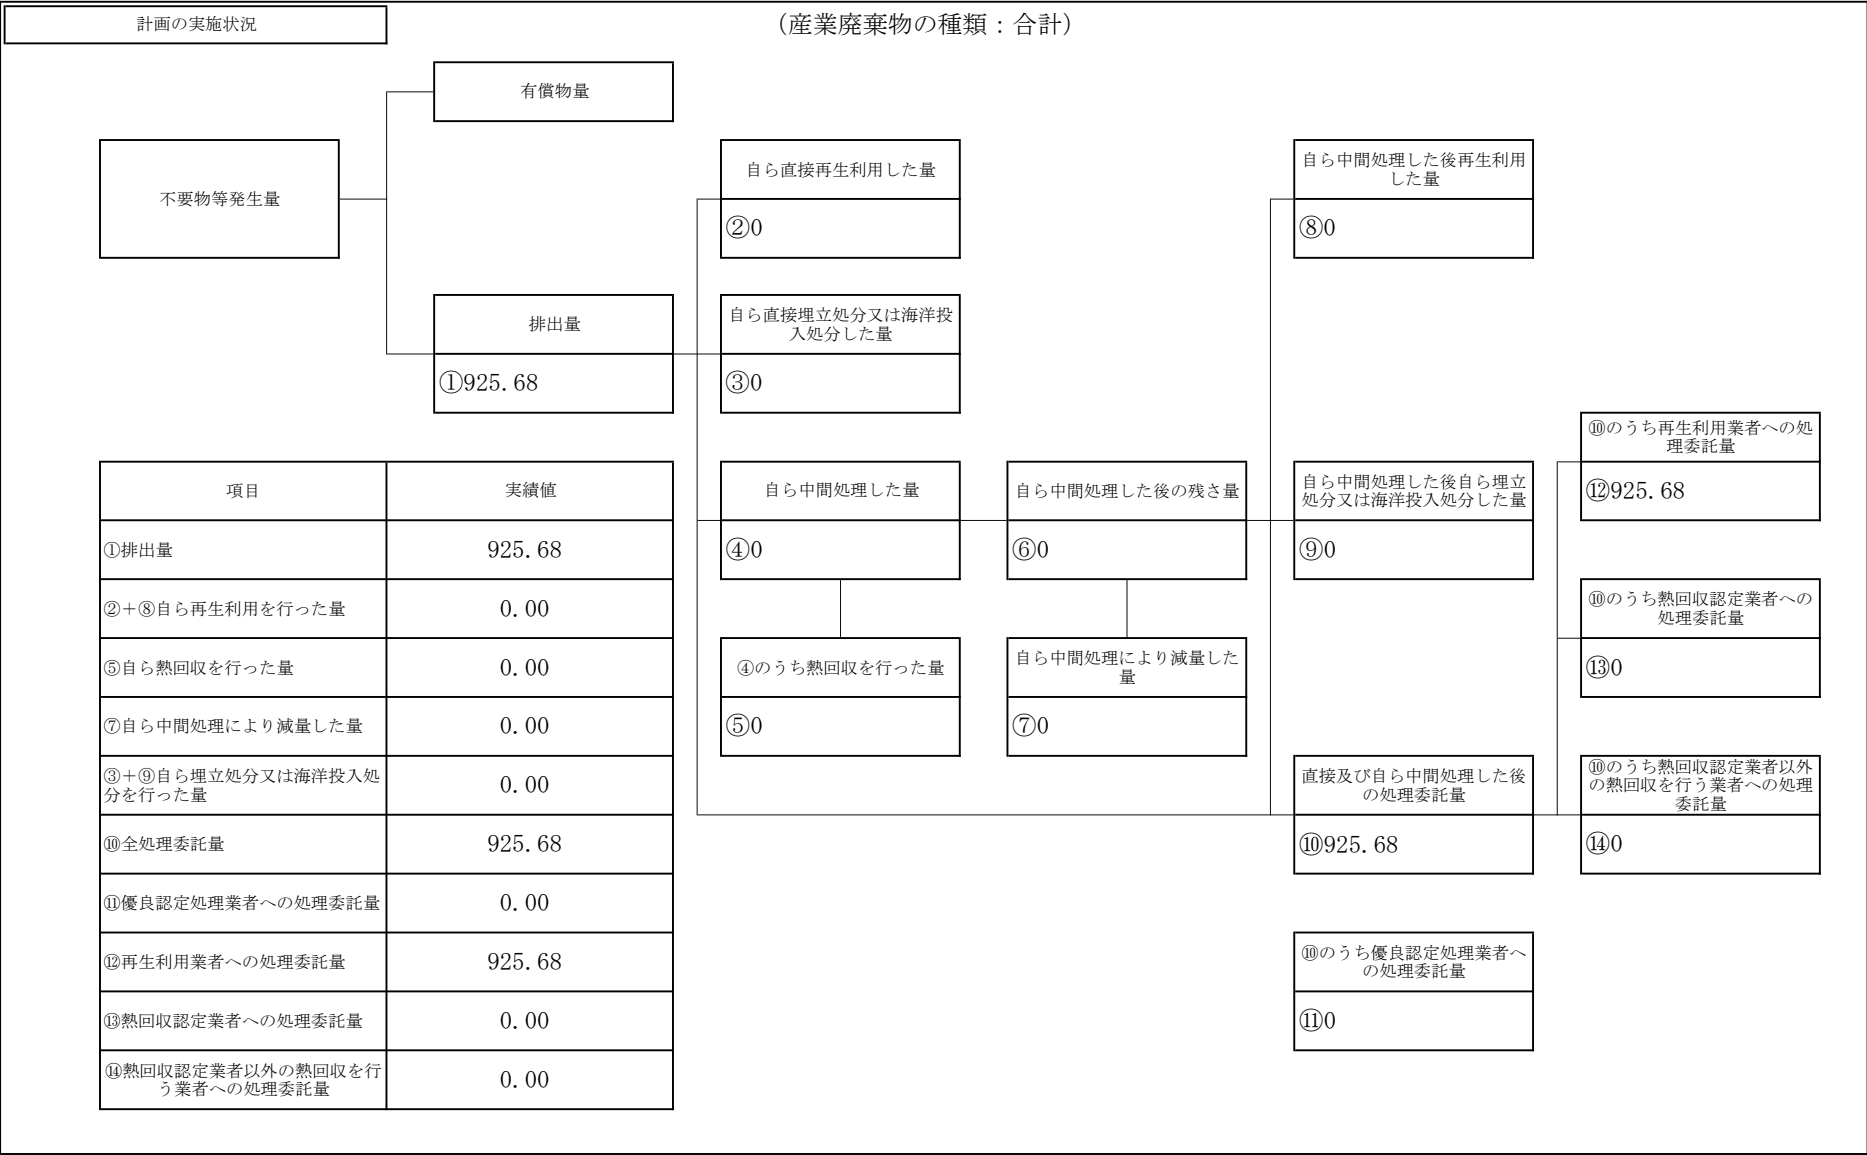 計画の実施状況
（産業廃棄物の種類：合計）
有償物量
不要物等発生量
排出量
①925.68
自ら直接再生利用した量
②0
自ら直接埋立処分又は海洋投
入処分した量
③0
自ら中間処理した量
④0
④のうち熱回収を行った量
⑤0
自ら中間処理した後の残さ量
⑥0
自ら中間処理により減量した
量
⑦0
自ら中間処理した後再生利用
した量
⑧0
自ら中間処理した後自ら埋立
処分又は海洋投入処分した量
⑨0
直接及び自ら中間処理した後
の処理委託量
⑩925.68
⑩のうち優良認定処理業者へ
の処理委託量
⑪0
⑩のうち再生利用業者への処
理委託量
⑫925.68
⑩のうち熱回収認定業者への
処理委託量
⑬0
⑩のうち熱回収認定業者以外
の熱回収を行う業者への処理
委託量
⑭0
項目 実績値
①排出量 925.68
②＋⑧自ら再生利用を行った量 0.00
⑤自ら熱回収を行った量 0.00
⑦自ら中間処理により減量した量 0.00
③＋⑨自ら埋立処分又は海洋投入処
分を行った量 0.00
⑩全処理委託量 925.68
⑪優良認定処理業者への処理委託量 0.00
⑫再生利用業者への処理委託量 925.68
⑬熱回収認定業者への処理委託量 0.00
⑭熱回収認定業者以外の熱回収を行
う業者への処理委託量 0.00